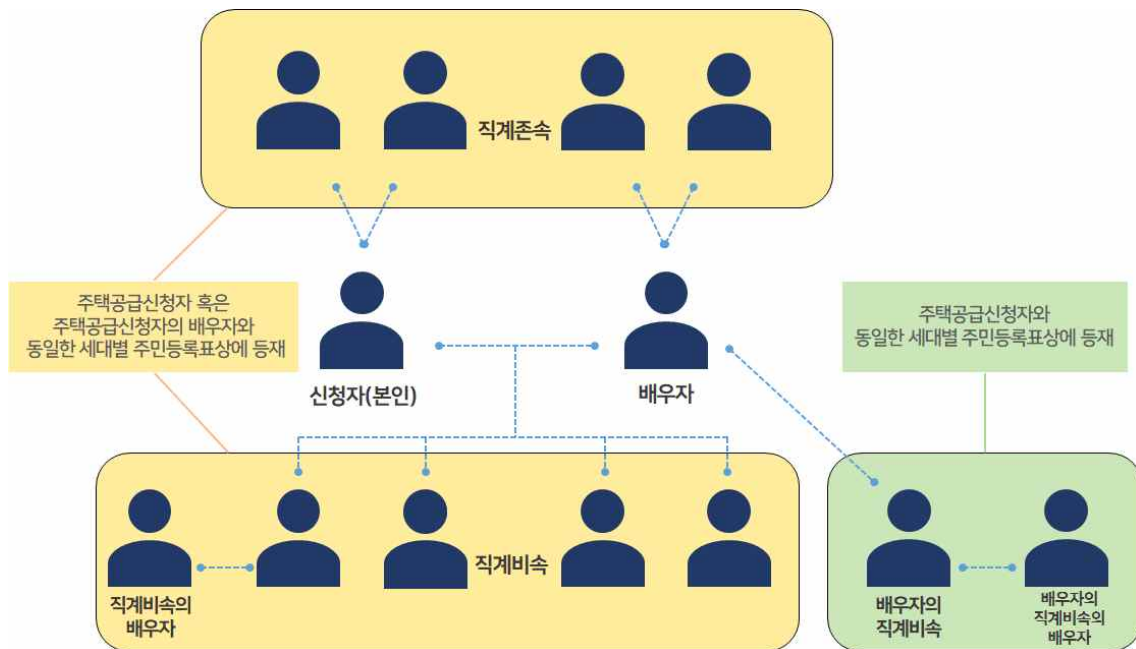 직계존속
주택공급신청자 혹은
주택공급신청자의 배우자와
동일한 세대별 주민등록표상에 등재
주택공급신청자와
동일한 세대별 주민등록표상에 등재
신청자(본인)
배우자
직계비속
직계비속의
배우자
배우자의
직계비속
배우자의
직계비속의
배우자